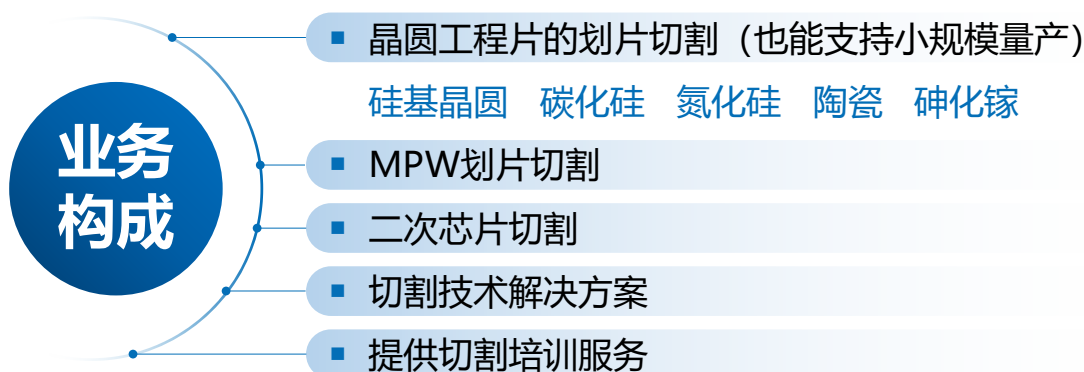 业务
构成
■ 晶圆工程片的划片切割（也能支持小规模量产）
硅基晶圆 碳化硅 氮化硅 陶瓷 砷化镓
■ MPW划片切割
■ 二次芯片切割
■ 切割技术解决方案
■ 提供切割培训服务